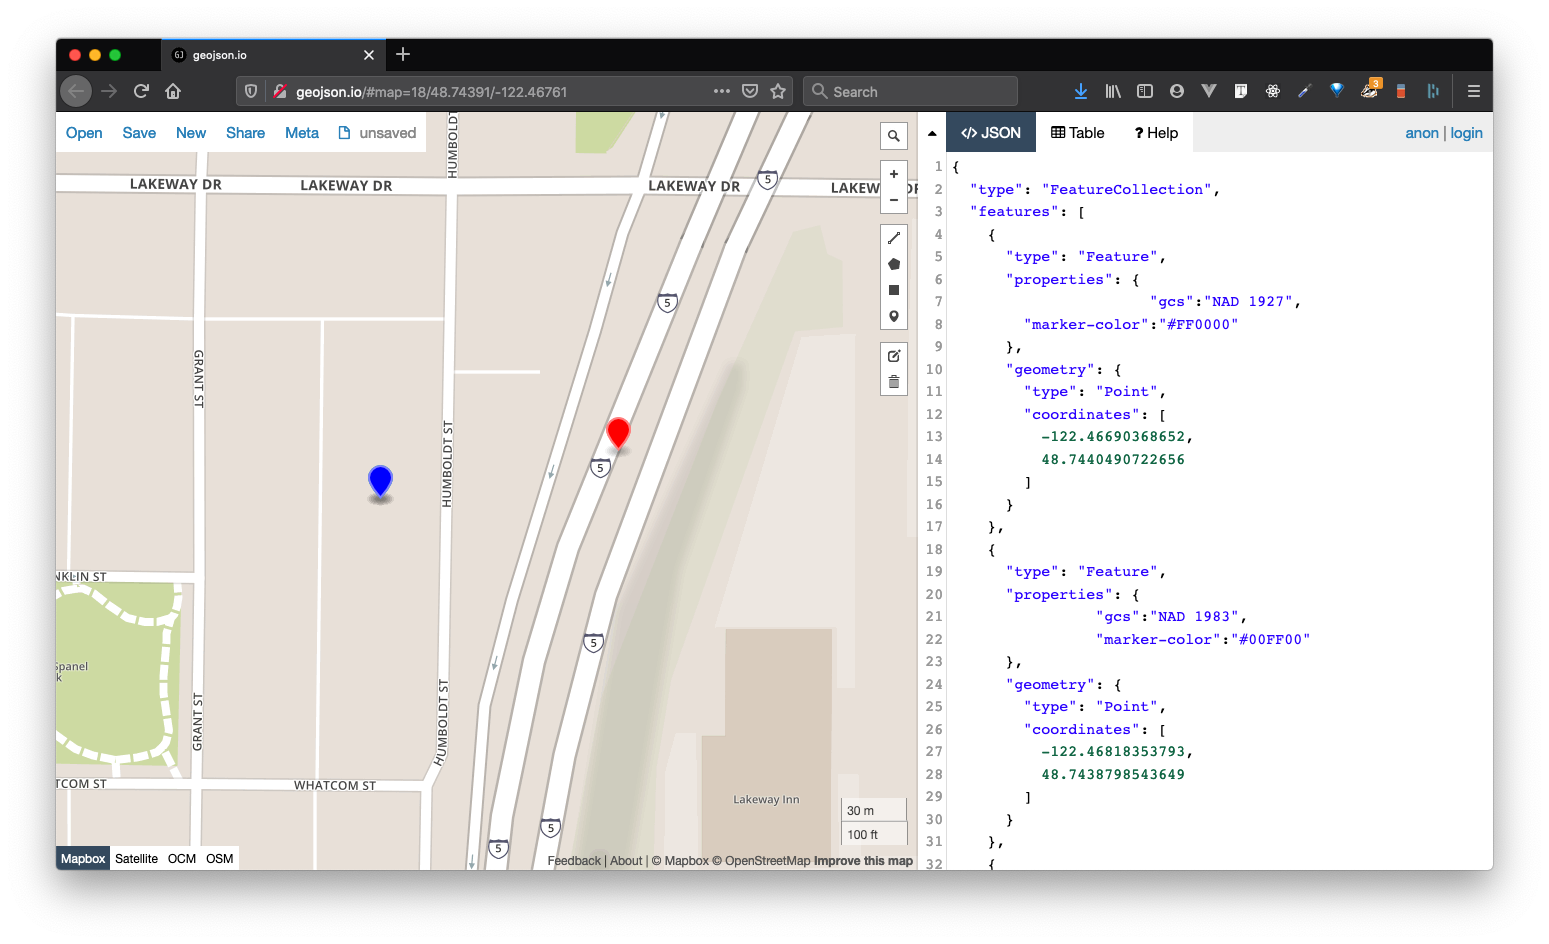 geojson.io
geojson.io/#map=18/48.74391/-122.46761
Search
3
Open Save New Share Meta unsaved
</> JSON Table ? Help anon | login
HUMBOLDT
LAKEWAY DR LAKEWAY DR LAKEWAY DR 5 LAKEW DR
+
−
5
GRANT ST
HUMBOLDT ST
5
NKLIN ST
5
Spanel
k
GRANT ST
HUMBOLDT ST
TCOM ST WHATCOM ST
Lakeway Inn
5
5
30 m
100 ft
Mapbox Satellite OCM OSM
Feedback | About | © Mapbox © OpenStreetMap Improve this map
1 {
2 "type": "FeatureCollection",
3 "features": [
4 {
5 "type": "Feature",
6 "properties": {
7 "gcs":"NAD 1927",
8 "marker-color":"#FF0000"
9 },
10 "geometry": {
11 "type": "Point",
12 "coordinates": [
13 -122.46690368652,
14 48.7440490722656
15 ]
16 }
17 },
18 {
19 "type": "Feature",
20 "properties": {
21 "gcs":"NAD 1983",
22 "marker-color":"#00FF00"
23 },
24 "geometry": {
25 "type": "Point",
26 "coordinates": [
27 -122.46818353793,
28 48.7438798543649
29 ]
30 }
31 },
32 {